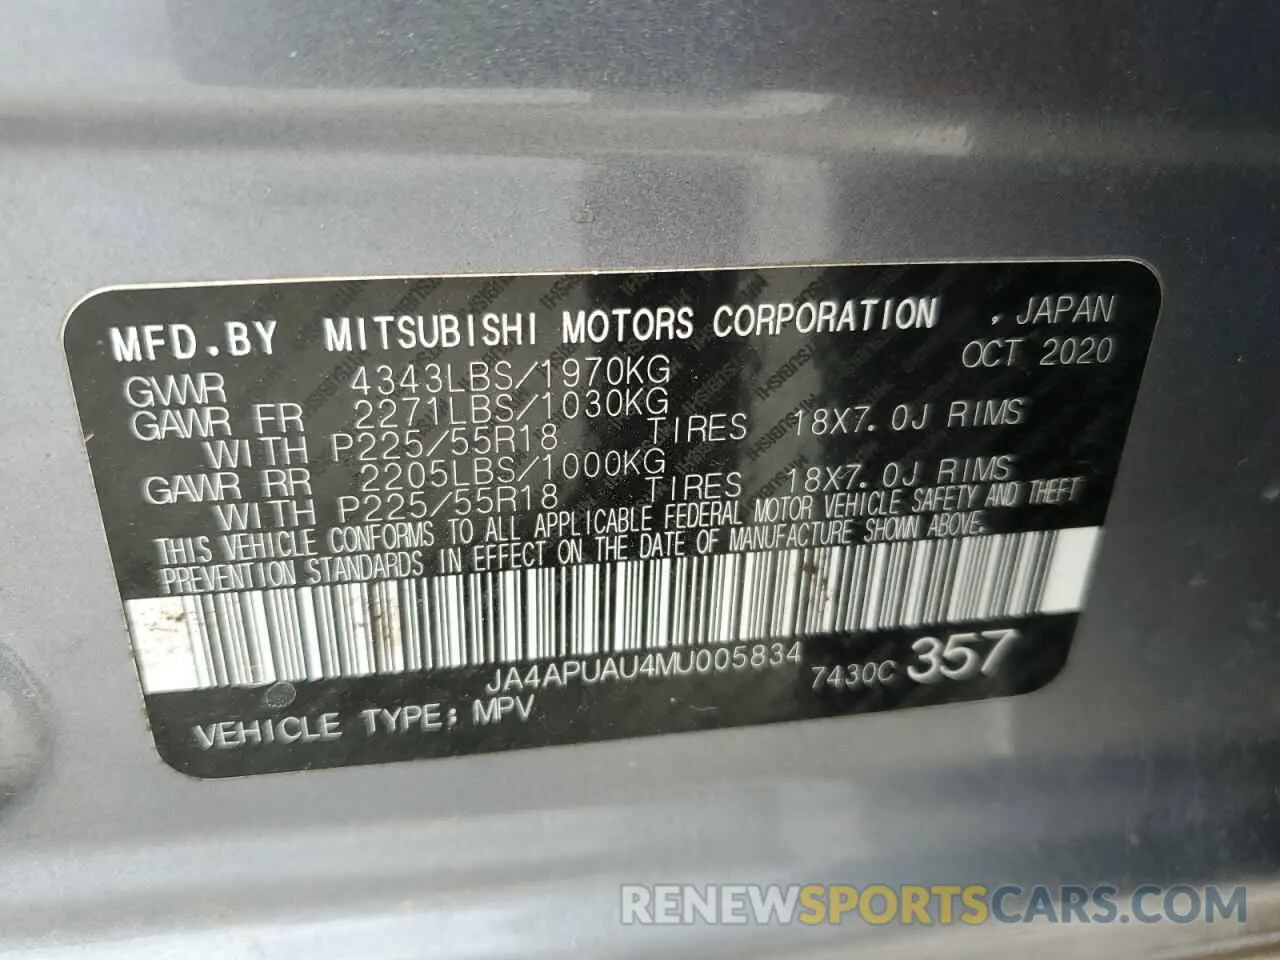 MFD.BY MITSUBISHI MOTORS CORPORATION , JAPAN
OCT 2020
GVWR 4343LBS/1970KG
GAWR FR 2271LBS/1030KG
WITH P225/55R18 TIRES 18X7.0J RIMS
GAWR RR 2205LBS/1000KG
WITH P225/55R18 TIRES 18X7.0J RIMS
THIS VEHICLE CONFORMS TO ALL APPLICABLE FEDERAL MOTOR VEHICLE SAFETY AND THEFT
PREVENTION STANDARDS IN EFFECT ON THE DATE OF MANUFACTURE SHOWN ABOVE.
JA4APUAU4MU005834 7430C 357
VEHICLE TYPE: MPV
RENEWSPORTSCARS.COM